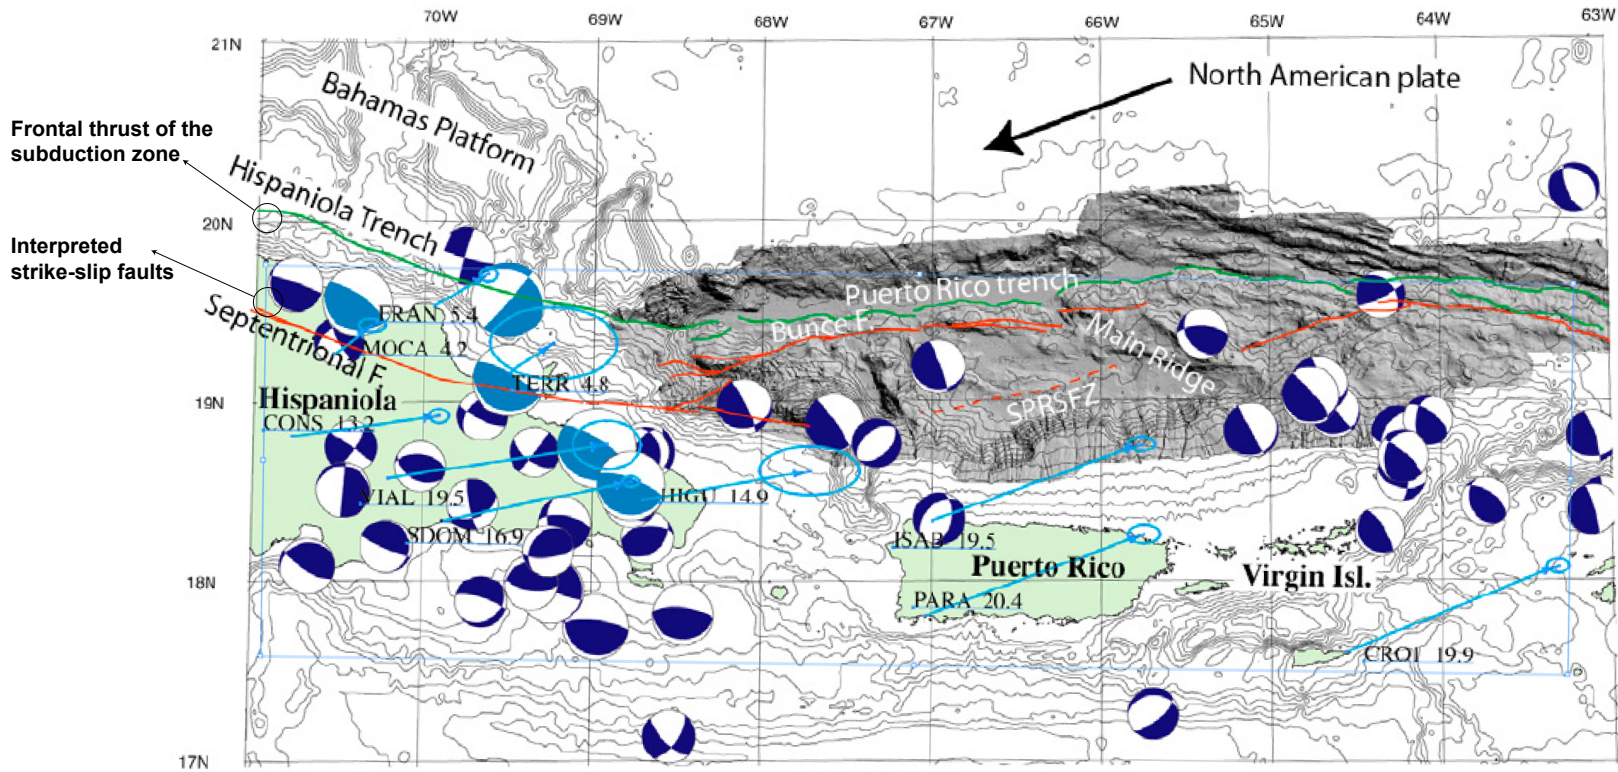 70W 69W 68W 67W 66W 65W 64W 63W
21N
North American plate
Bahamas Platform
Frontal thrust of the
subduction zone
Hispaniola Trench
20N
Interpreted
strike-slip faults
Puerto Rico trench
Septentrional F.
FRAN 5.4
Bunce F.
Main Ridge
MOCA 4.2
TERR 4.8
Hispaniola
19N
SPRSFZ
CONS 13.2
VIAL 19.5
HIGU 14.9
SDOM 16.9
ISAB 19.5
Puerto Rico
Virgin Isl.
18N
PARA 20.4
CRO1 19.9
17N